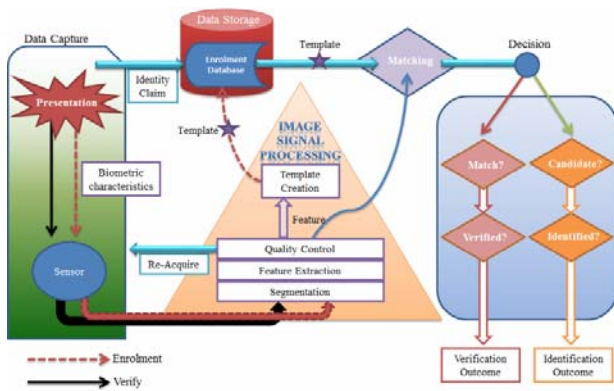 Data Capture
Data Storage
Enrolment
Database
Template
Matching
Decision
Identity
Claim
Presentation
Template
IMAGE
SIGNAL
PROCESSING
Biometric
characteristics
Template
Creation
Match?
Candidate?
Feature
Quality Control
Verified?
Identified?
Re-Acquire
Feature Extraction
Sensor
Segmentation
Enrolment
Verify
Verification
Outcome
Identification
Outcome